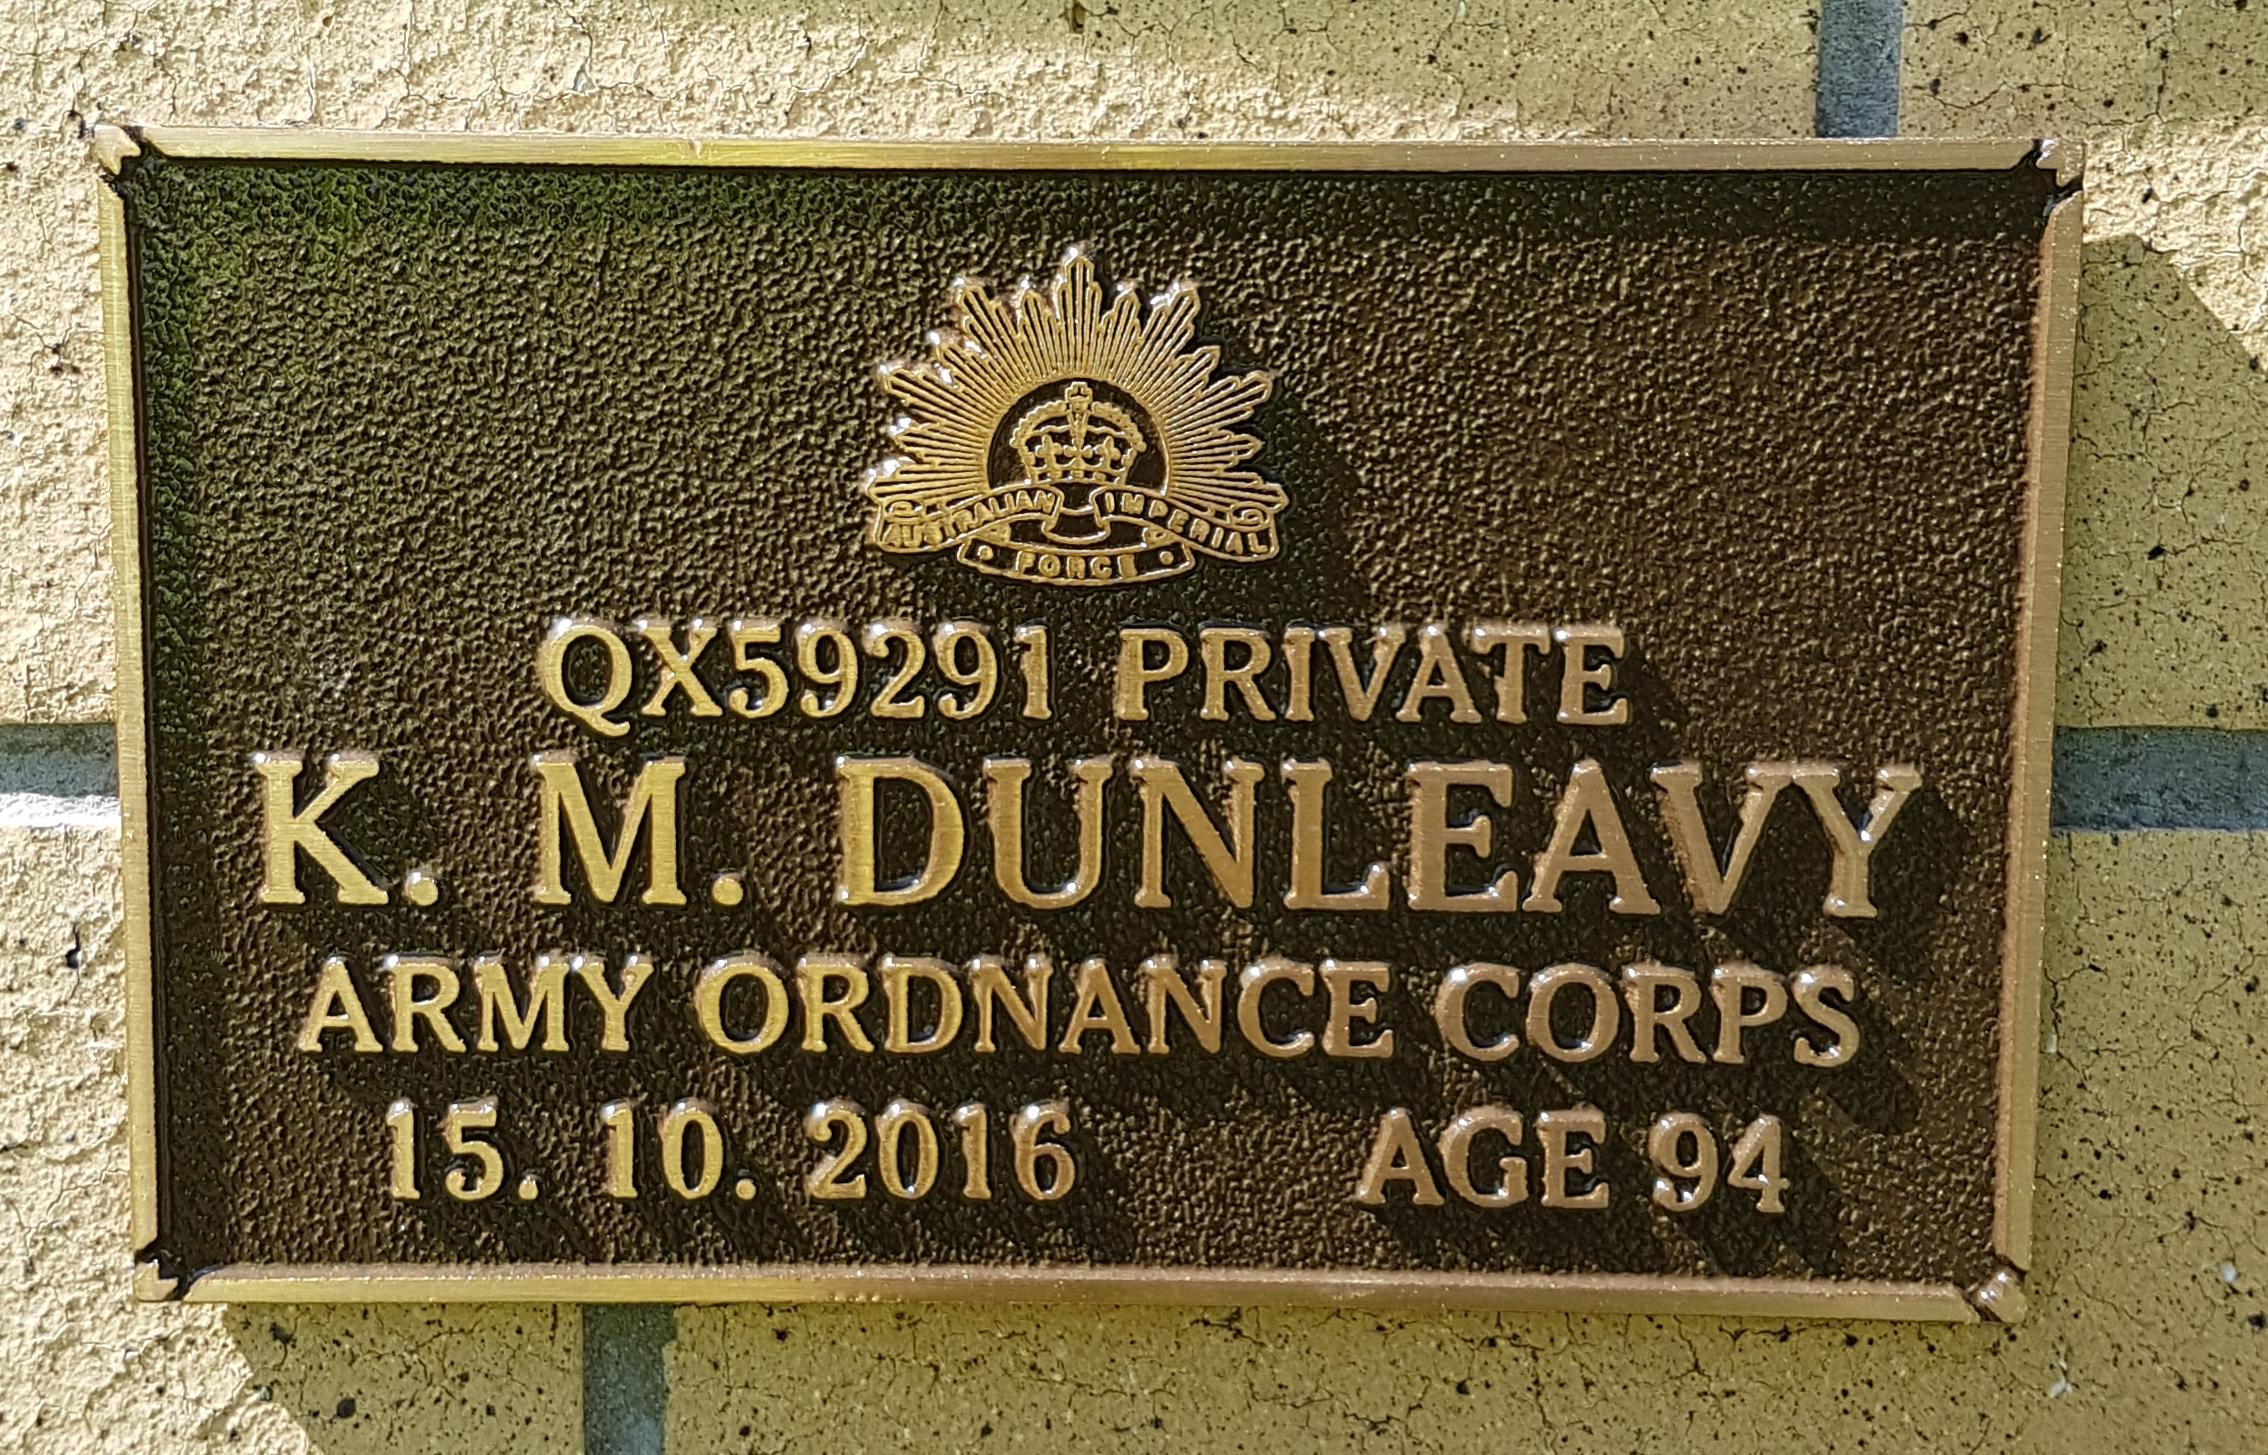 AUSTRALIAN IMPERIAL
FORCE
QX59291 PRIVATE
K. M. DUNLEAVY
ARMY ORDNANCE CORPS
15. 10. 2016 AGE 94